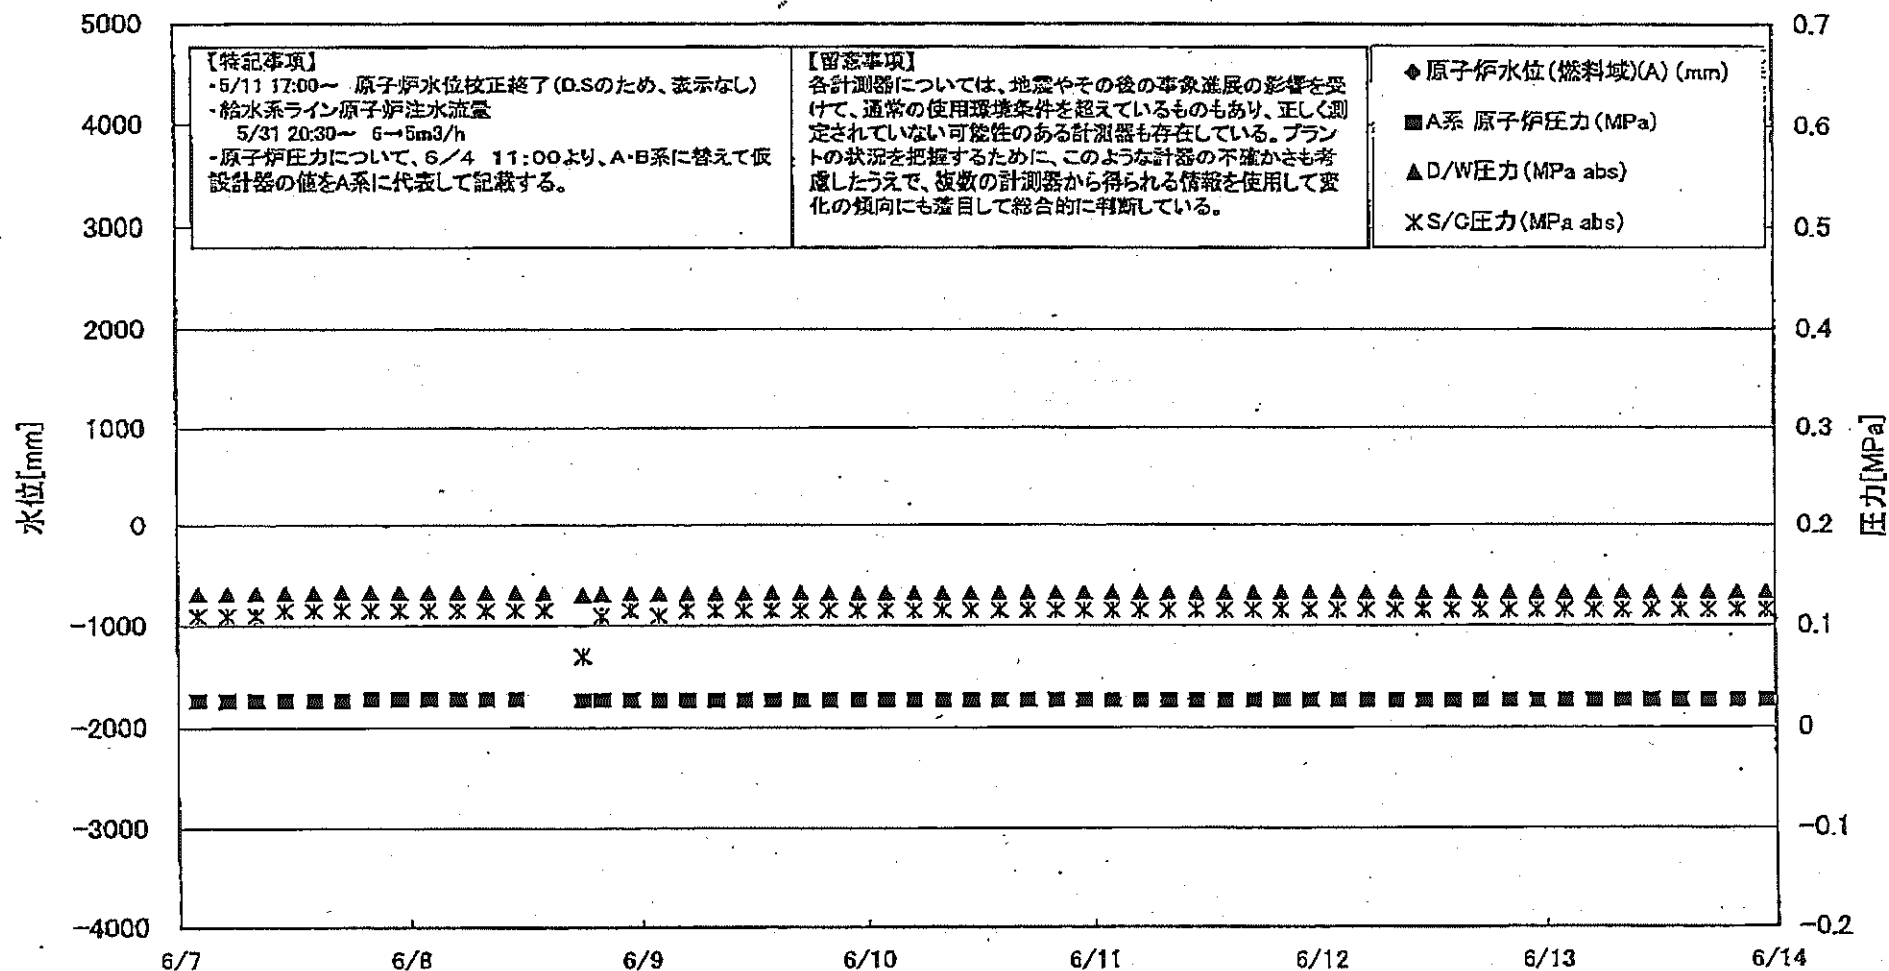 5000
4000
3000
2000
1000
0
-1000
-2000
-3000
-4000
水位[mm]
【特記事項】
・5/11 17:00～ 原子炉水位校正終了(D.Sのため、表示なし)
・給水系ライン原子炉注水流量
5/31 20:30～ 6→5m3/h
・原子炉圧力について、6／4 11:00より、A・B系に替えて仮
設計器の値をA系に代表して記載する。
【留意事項】
各計測器については、地震やその後の事象進展の影響を受
けて、通常の使用環境条件を超えているものもあり、正しく測
定されていない可能性のある計測器も存在している。プラン
トの状況を把握するために、このような計器の不確かさも考
慮したうえで、複数の計測器から得られる情報を使用して変
化の傾向にも着目して総合的に判断している。
◆原子炉水位(燃料域)(A)(mm)
■A系 原子炉圧力(MPa)
▲D/W圧力(MPa abs)
S/C圧力(MPa abs)
0.7
0.6
0.5
0.4
0.3
0.2
0.1
0
-0.1
-0.2
圧力[MPa]
6/7
6/8
6/9
6/10
6/11
6/12
6/13
6/14